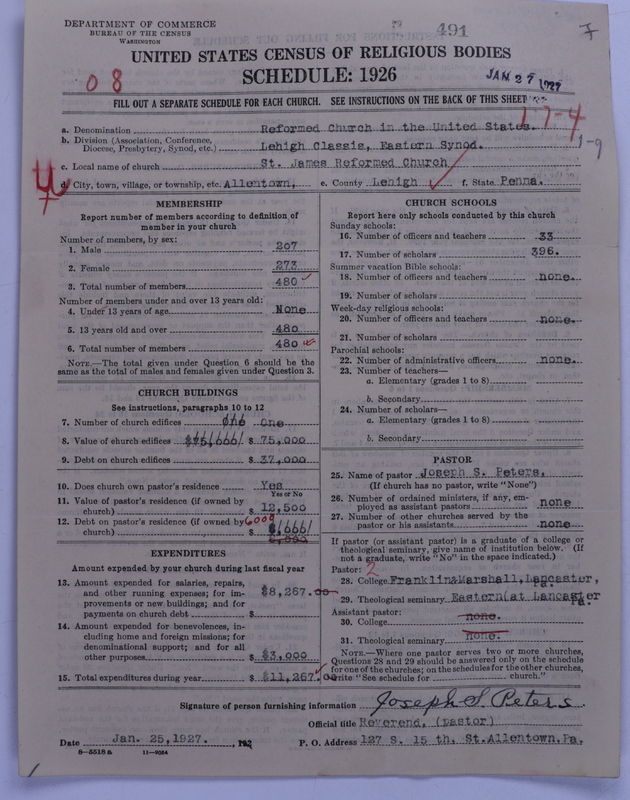 DEPARTMENT OF COMMERCE
BUREAU OF THE CENSUS
WASHINGTON
491
UNITED STATES CENSUS OF RELIGIOUS BODIES
SCHEDULE: 1926
JAN 27 1927
0 8
FILL OUT A SEPARATE SCHEDULE FOR EACH CHURCH. SEE INSTRUCTIONS ON THE BACK OF THIS SHEET
1-7-4
1-9
a. Denomination Reformed Church in the United States.
b. Division (Association, Conference, Diocese, Presbytery, Synod, etc.) Lehigh Classis, Eastern Synod.
c. Local name of church St. James Reformed Church
d. City, town, village, or township, etc. Allentown, e. County Lehigh f. State Penna.
MEMBERSHIP
Report number of members according to definition of
member in your church
Number of members, by sex:
1. Male 207
2. Female 273
3. Total number of members 480
Number of members under and over 13 years old:
4. Under 13 years of age None
5. 13 years old and over 480
6. Total number of members 480
NOTE.—The total given under Question 6 should be the
same as the total of males and females given under Question 3.
CHURCH BUILDINGS
See instructions, paragraphs 10 to 12
7. Number of church edifices One
8. Value of church edifices $ 75,000
9. Debt on church edifices $ 37,000
10. Does church own pastor's residence Yes
Yes or No
11. Value of pastor's residence (if owned by
church) $ 12,500
12. Debt on pastor's residence (if owned by 6000
church) $
EXPENDITURES
Amount expended by your church during last fiscal year
13. Amount expended for salaries, repairs,
and other running expenses; for im-
provements or new buildings; and for
payments on church debt $8,267.00
14. Amount expended for benevolences, in-
cluding home and foreign missions; for
denominational support; and for all
other purposes $3,000
15. Total expenditures during year $ $11,267.00
CHURCH SCHOOLS
Report here only schools conducted by this church
Sunday schools:
16. Number of officers and teachers 33
17. Number of scholars 396.
Summer vacation Bible schools:
18. Number of officers and teachers none.
19. Number of scholars
Week-day religious schools:
20. Number of officers and teachers none.
21. Number of scholars
Parochial schools:
22. Number of administrative officers none.
23. Number of teachers—
a. Elementary (grades 1 to 8)
b. Secondary
24. Number of scholars—
a. Elementary (grades 1 to 8)
b. Secondary
PASTOR
25. Name of pastor Joseph S. Peters,
(If church has no pastor, write "None")
26. Number of ordained ministers, if any, em-
ployed as assistant pastors none
27. Number of other churches served by the
pastor or his assistants none
If pastor (or assistant pastor) is a graduate of a college or
theological seminary, give name of institution below. (If
not a graduate, write "No" in the space indicated.)
Pastor: 2
28. College Franklin&Marshall, Lancaster, Pa.
29. Theological seminary Eastern(at Lancaster Pa.
Assistant pastor:
30. College none.
31. Theological seminary none.
NOTE.—Where one pastor serves two or more churches,
Questions 28 and 29 should be answered only on the schedule
for one of the churches; on the schedules for the other churches,
write "See schedule for church."
Signature of person furnishing information Joseph S. Peters
Official title Reverend, (pastor)
Date Jan. 25, 1927. , 192 P. O. Address 127 S. 15 th, St.Allentown,Pa.
8—5518 a 11—9084